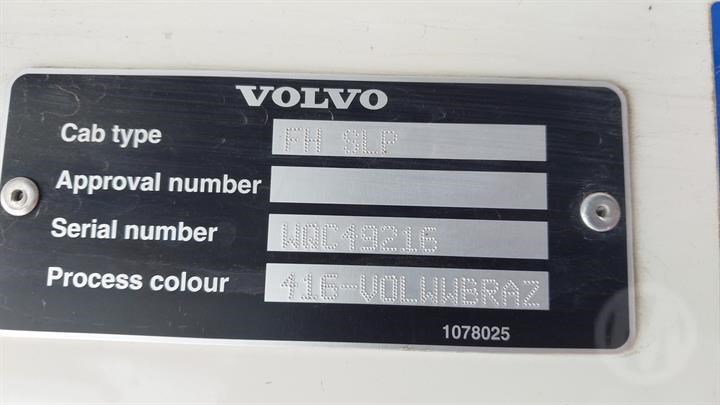 VOLVO
Cab type FH SLP
Approval number
Serial number WQC49216
Process colour 416-VOLWWBRAZ
1078025